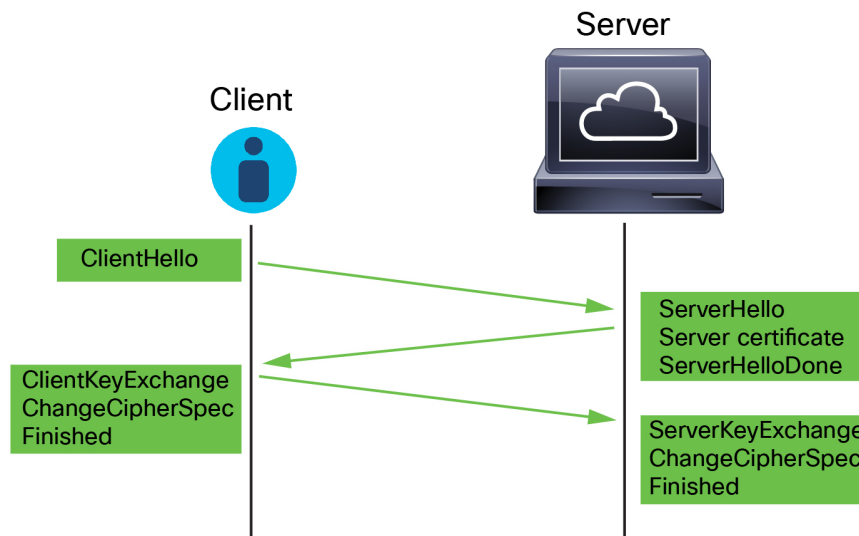 Server
Client
ClientHello
ServerHello
Server certificate
ServerHelloDone
ClientKeyExchange
ChangeCipherSpec
Finished
ServerKeyExchange
ChangeCipherSpec
Finished